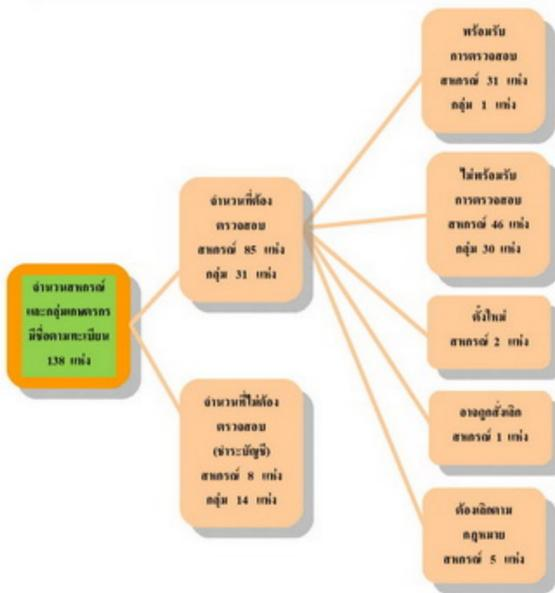 จำนวนสหกรณ์
และกลุ่มเกษตรกร
มีชื่อตามทะเบียน
138 แห่ง
จำนวนที่ต้อง
ตรวจสอบ
สหกรณ์ 85 แห่ง
กลุ่ม 31 แห่ง
พร้อมรับ
การตรวจสอบ
สหกรณ์ 31 แห่ง
กลุ่ม 1 แห่ง
ไม่พร้อมรับ
การตรวจสอบ
สหกรณ์ 46 แห่ง
กลุ่ม 30 แห่ง
ตั้งใหม่
สหกรณ์ 2 แห่ง
อาจถูกสั่งเลิก
สหกรณ์ 1 แห่ง
ต้องเลิกตาม
กฎหมาย
สหกรณ์ 5 แห่ง
จำนวนที่ไม่ต้อง
ตรวจสอบ
(ชำระบัญชี)
สหกรณ์ 8 แห่ง
กลุ่ม 14 แห่ง